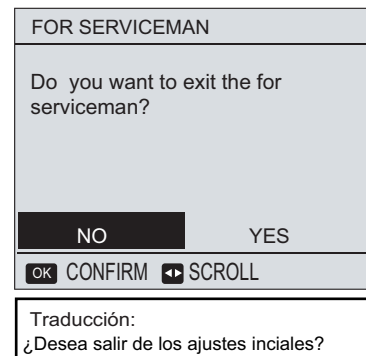 FOR SERVICEMAN
Do you want to exit the for
serviceman?
NO YES
OK CONFIRM SCROLL
Traducción:
¿Desea salir de los ajustes inciales?